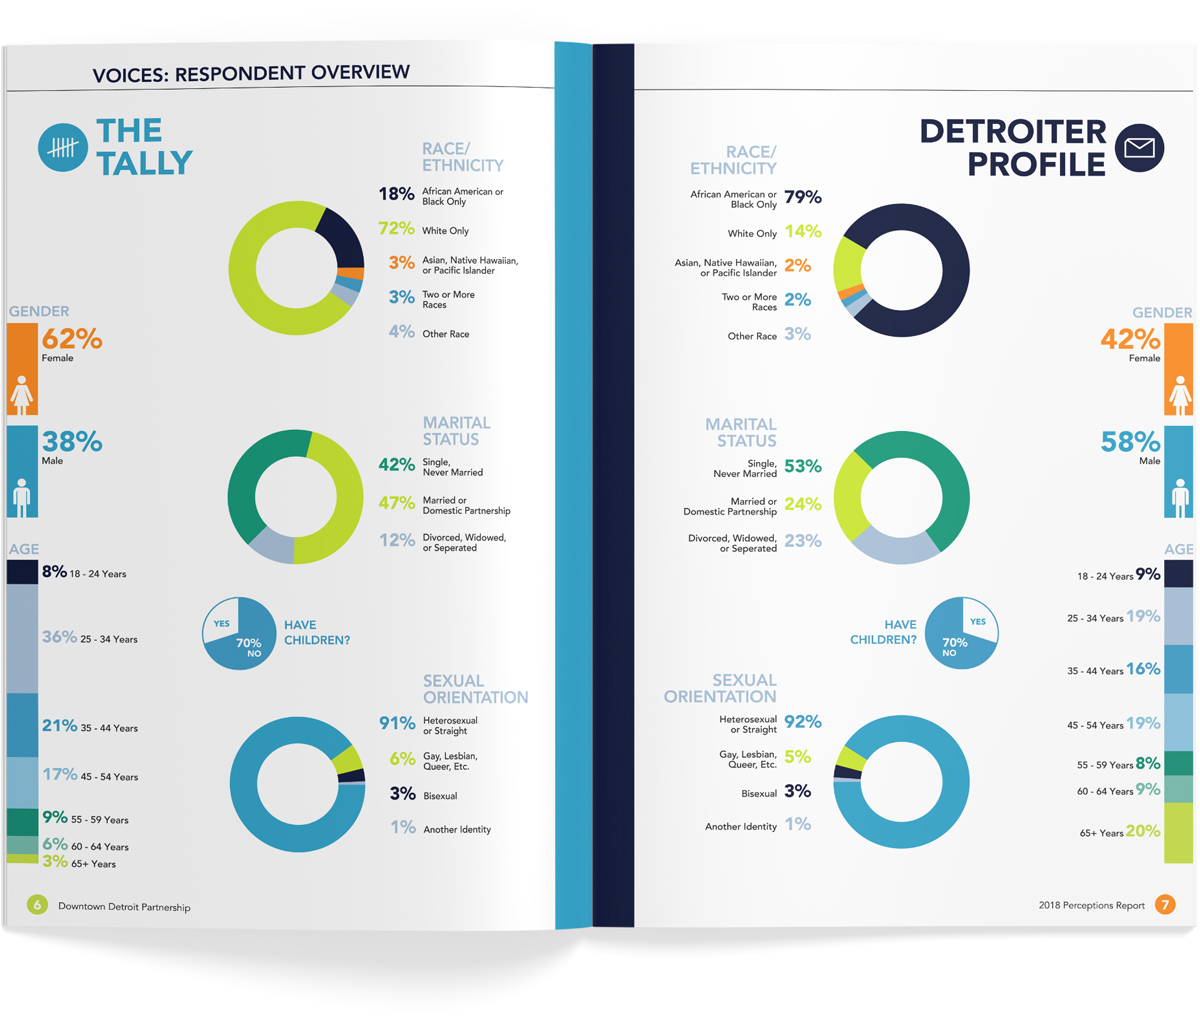 VOICES: RESPONDENT OVERVIEW
THE
TALLY
RACE/
ETHNICITY
18% African American or
Black Only
72% White Only
3% Asian, Native Hawaiian,
or Pacific Islander
3% Two or More
Races
4% Other Race
GENDER
62%
Female
38%
Male
MARITAL
STATUS
42% Single,
Never Married
47% Married or
Domestic Partnership
12% Divorced, Widowed,
or Seperated
AGE
8% 18 - 24 Years
36% 25 - 34 Years
21% 35 - 44 Years
17% 45 - 54 Years
9% 55 - 59 Years
6% 60 - 64 Years
3% 65+ Years
YES
70%
NO
HAVE
CHILDREN?
SEXUAL
ORIENTATION
91% Heterosexual
or Straight
6% Gay, Lesbian,
Queer, Etc.
3% Bisexual
1% Another Identity
6 Downtown Detroit Partnership
DETROITER
PROFILE
RACE/
ETHNICITY
African American or
Black Only 79%
White Only 14%
Asian, Native Hawaiian,
or Pacific Islander 2%
Two or More
Races 2%
Other Race 3%
GENDER
42%
Female
58%
Male
MARITAL
STATUS
Single,
Never Married 53%
Married or
Domestic Partnership 24%
Divorced, Widowed,
or Seperated 23%
HAVE
CHILDREN?
YES
70%
NO
SEXUAL
ORIENTATION
Heterosexual
or Straight 92%
Gay, Lesbian,
Queer, Etc. 5%
Bisexual 3%
Another Identity 1%
AGE
18 - 24 Years 9%
25 - 34 Years 19%
35 - 44 Years 16%
45 - 54 Years 19%
55 - 59 Years 8%
60 - 64 Years 9%
65+ Years 20%
2018 Perceptions Report 7